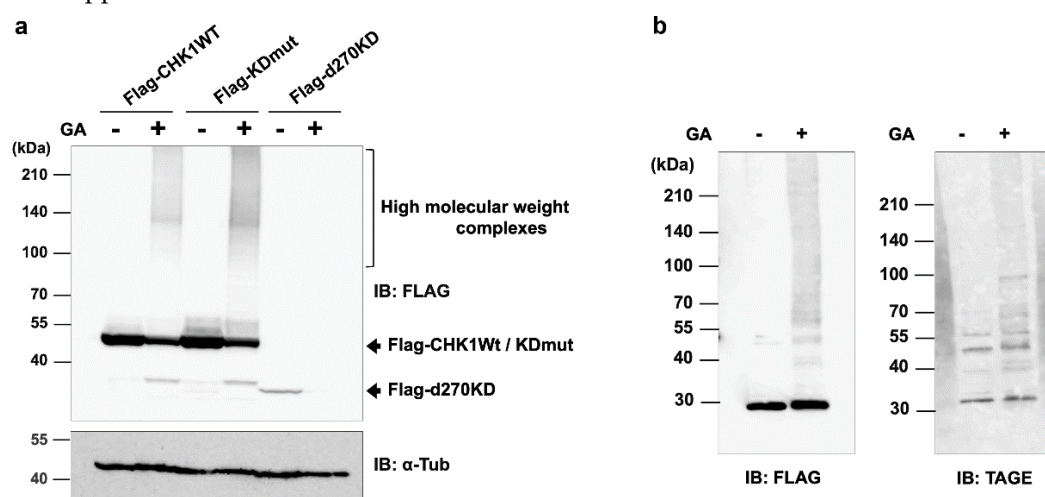 a
Flag-CHK1WT
Flag-KDmut
Flag-d270KD
GA - + - + - +
(kDa)
210
140
100
70
55
40
High molecular weight
complexes
IB: FLAG
Flag-CHK1Wt / KDmut
Flag-d270KD
55
40
IB: α-Tub
b
GA - +
(kDa)
210
140
100
70
55
40
30
IB: FLAG
GA - +
210
140
100
70
55
40
30
IB: TAGE